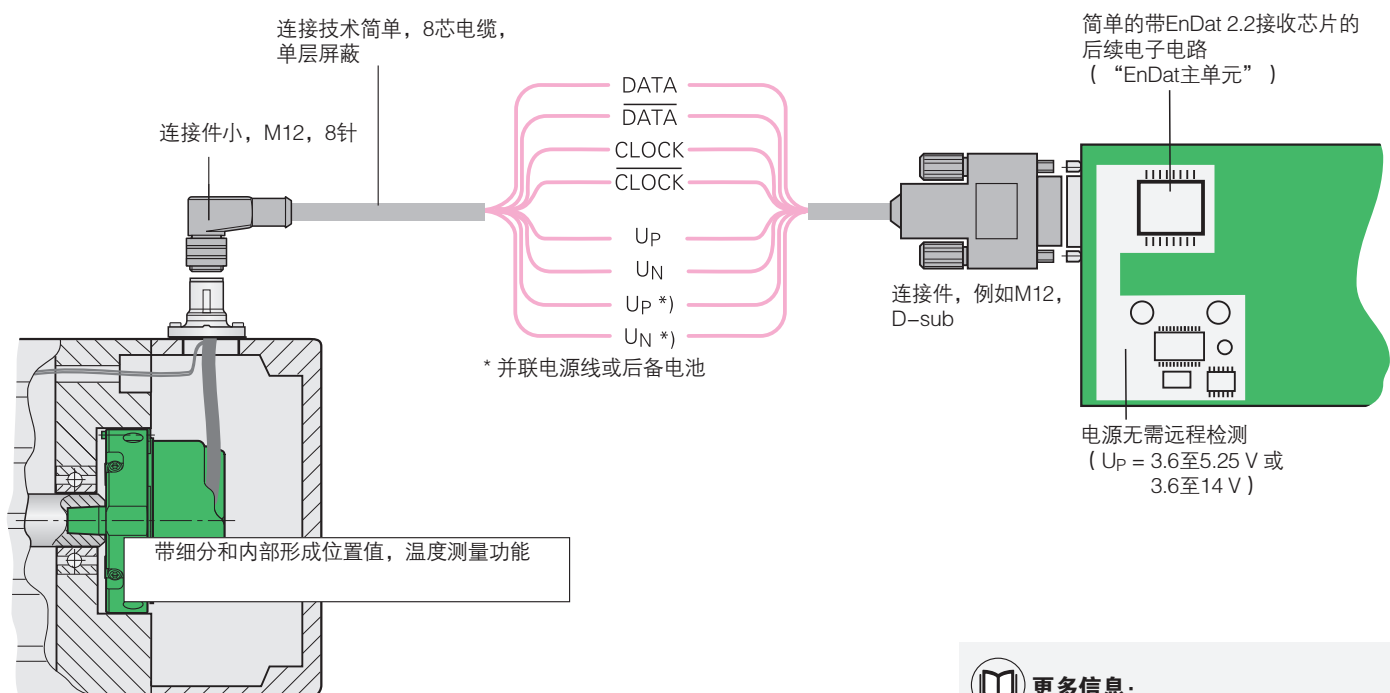 连接技术简单，8芯电缆，
单层屏蔽
连接件小，M12，8针
DATA
D̅A̅T̅A̅
CLOCK
C̅L̅O̅C̅K̅
UP
UN
UP *)
UN *)
* 并联电源线或后备电池
连接件，例如M12，
D-sub
简单的带EnDat 2.2接收芯片的
后续电子电路
（ “EnDat主单元” ）
电源无需远程检测
（ UP = 3.6至5.25 V 或
3.6至14 V ）
带细分和内部形成位置值，温度测量功能
更多信息：